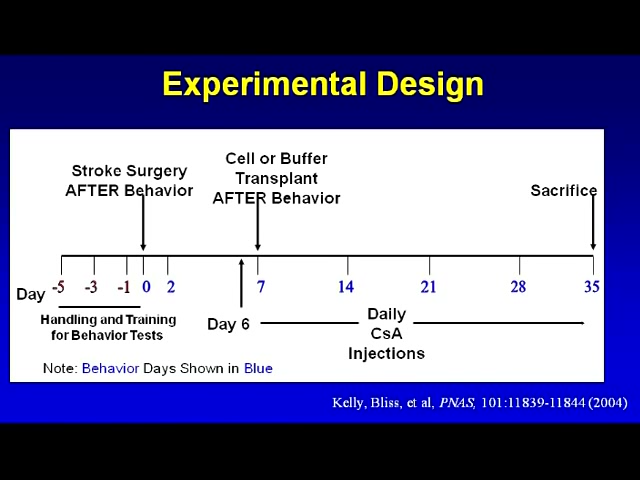 Experimental Design
Stroke Surgery
AFTER Behavior
Cell or Buffer
Transplant
AFTER Behavior
Sacrifice
Day -5 -3 -1 0 2 7 14 21 28 35
Handling and Training
for Behavior Tests
Day 6
Daily
CsA
Injections
Note: Behavior Days Shown in Blue
Kelly, Bliss, et al, PNAS, 101:11839-11844 (2004)